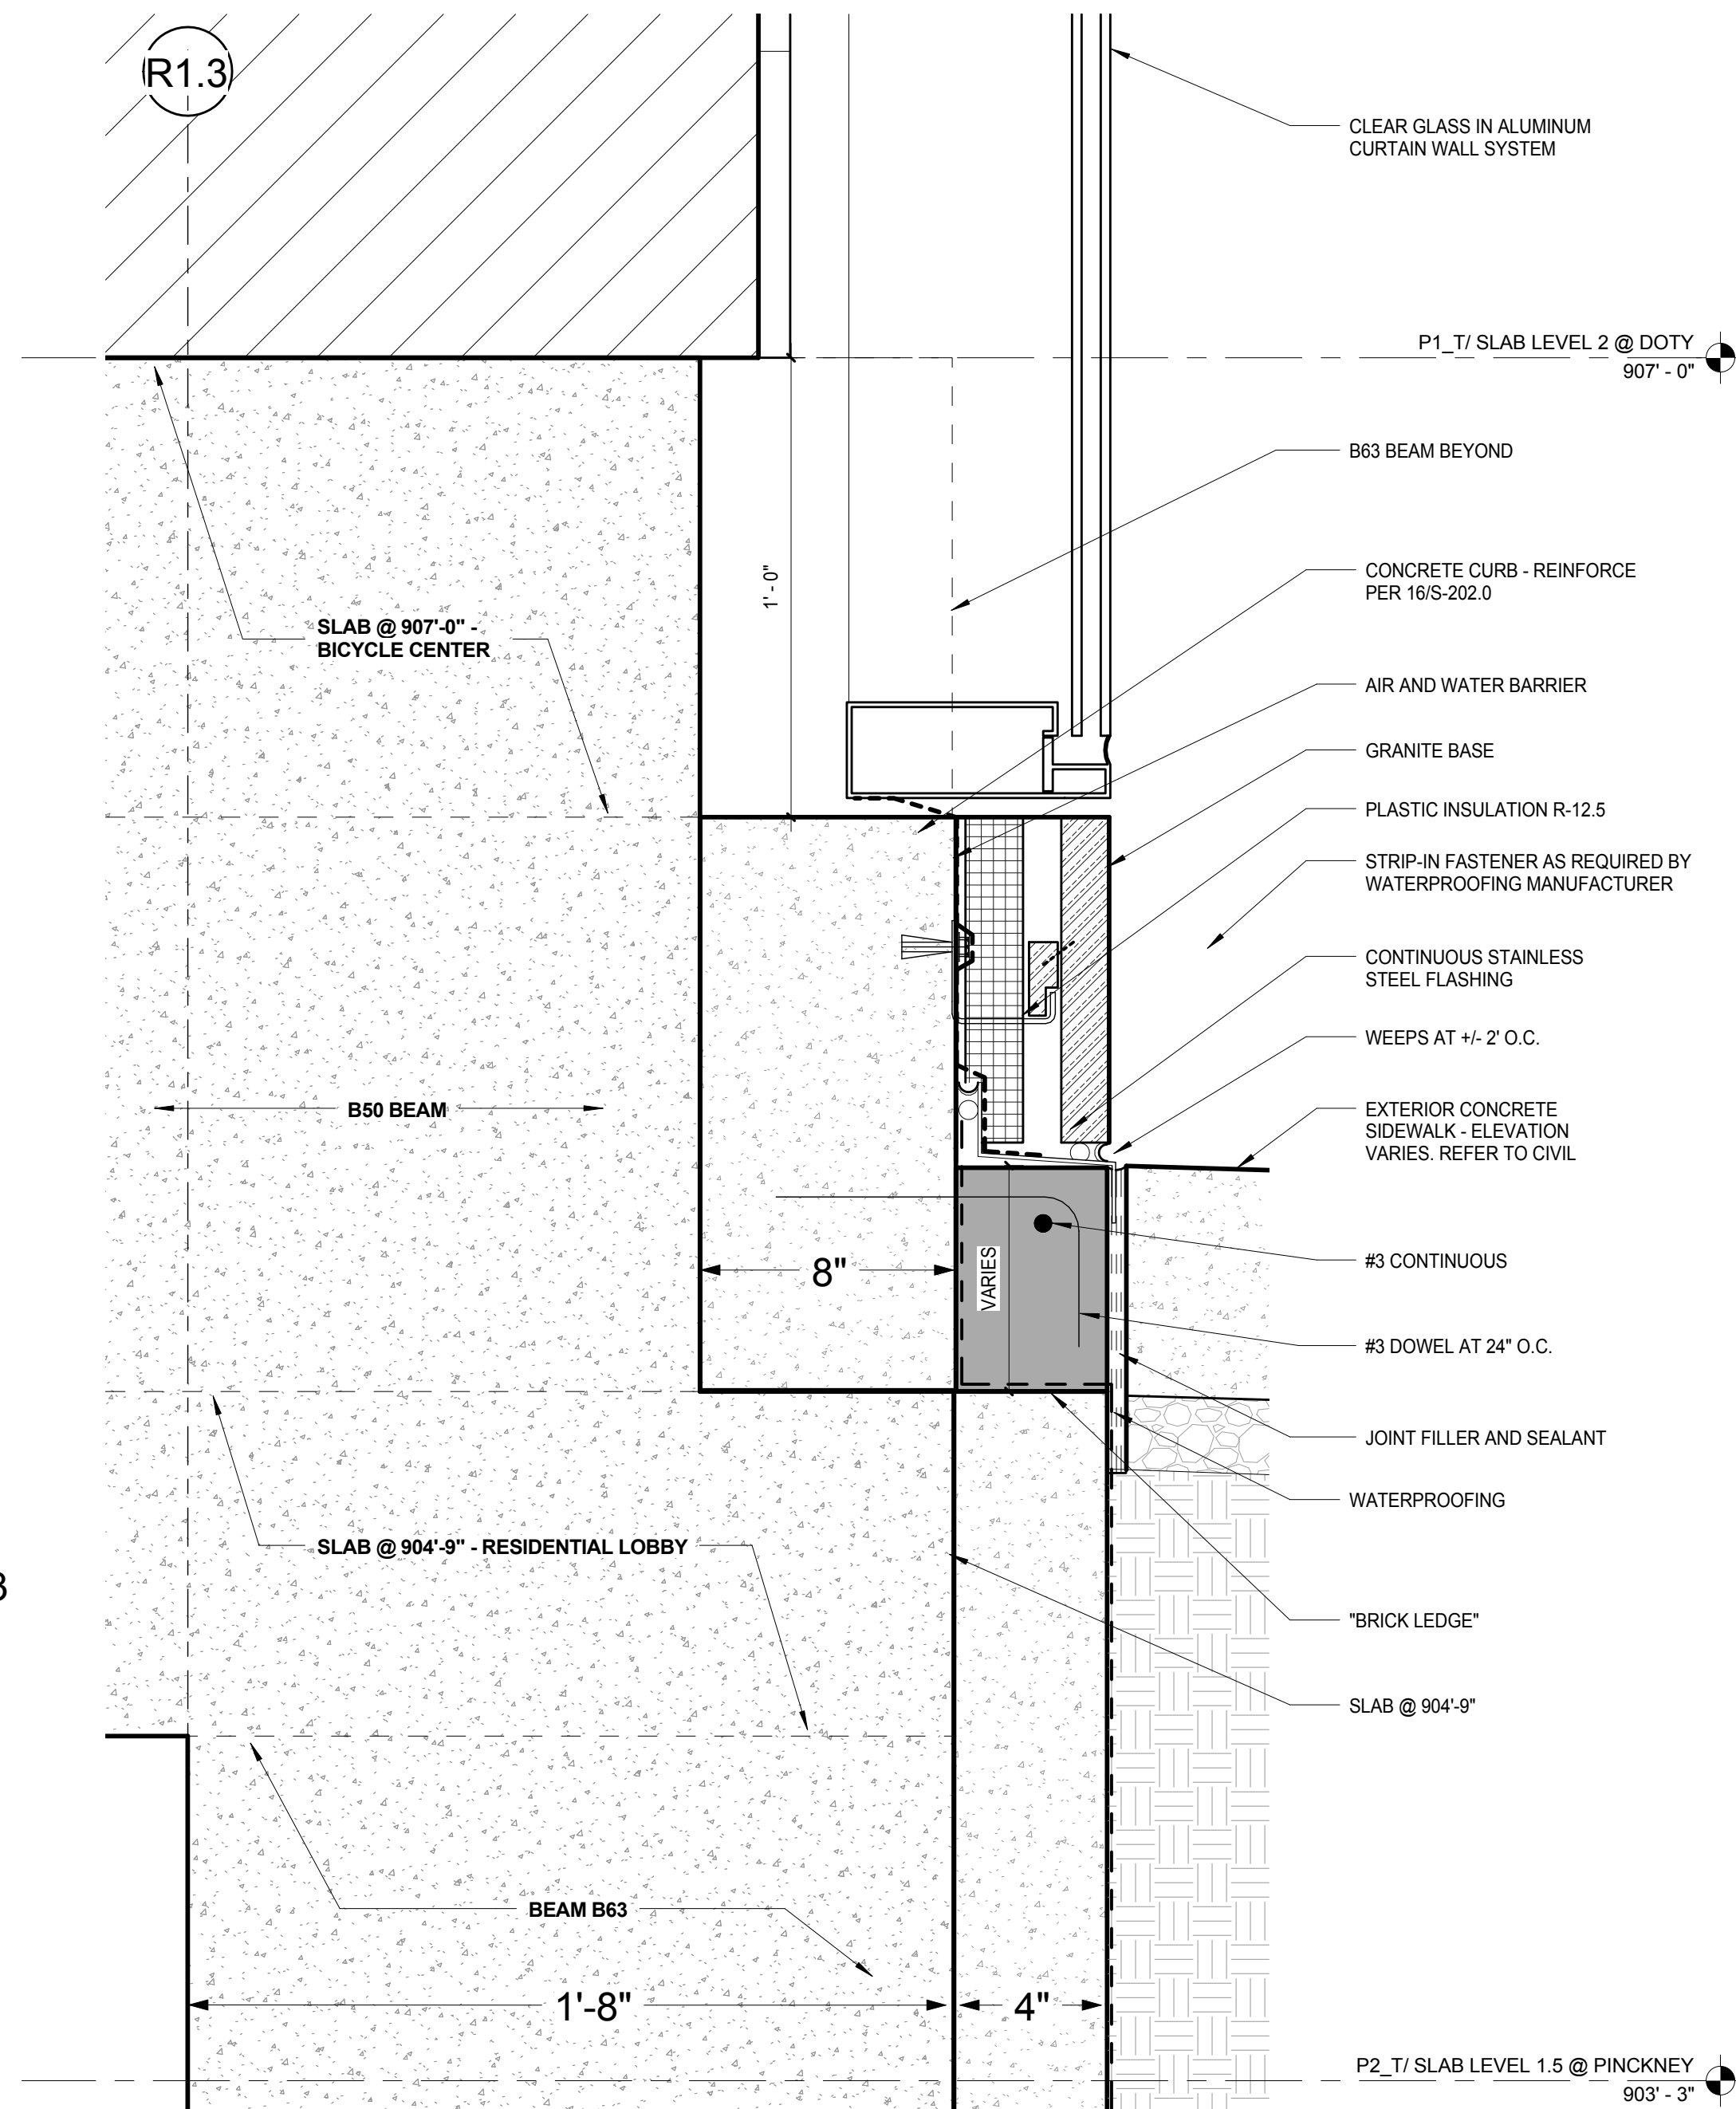 R1.3
CLEAR GLASS IN ALUMINUM
CURTAIN WALL SYSTEM
P1_T/ SLAB LEVEL 2 @ DOTY
907' - 0"
B63 BEAM BEYOND
1' - 0"
CONCRETE CURB - REINFORCE
PER 16/S-202.0
SLAB @ 907'-0" -
BICYCLE CENTER
AIR AND WATER BARRIER
GRANITE BASE
PLASTIC INSULATION R-12.5
STRIP-IN FASTENER AS REQUIRED BY
WATERPROOFING MANUFACTURER
CONTINUOUS STAINLESS
STEEL FLASHING
WEEPS AT +/- 2' O.C.
B50 BEAM
EXTERIOR CONCRETE
SIDEWALK - ELEVATION
VARIES. REFER TO CIVIL
8"
VARIES
#3 CONTINUOUS
#3 DOWEL AT 24" O.C.
JOINT FILLER AND SEALANT
WATERPROOFING
SLAB @ 904'-9" - RESIDENTIAL LOBBY
"BRICK LEDGE"
SLAB @ 904'-9"
BEAM B63
1'-8"
4"
P2_T/ SLAB LEVEL 1.5 @ PINCKNEY
903' - 3"